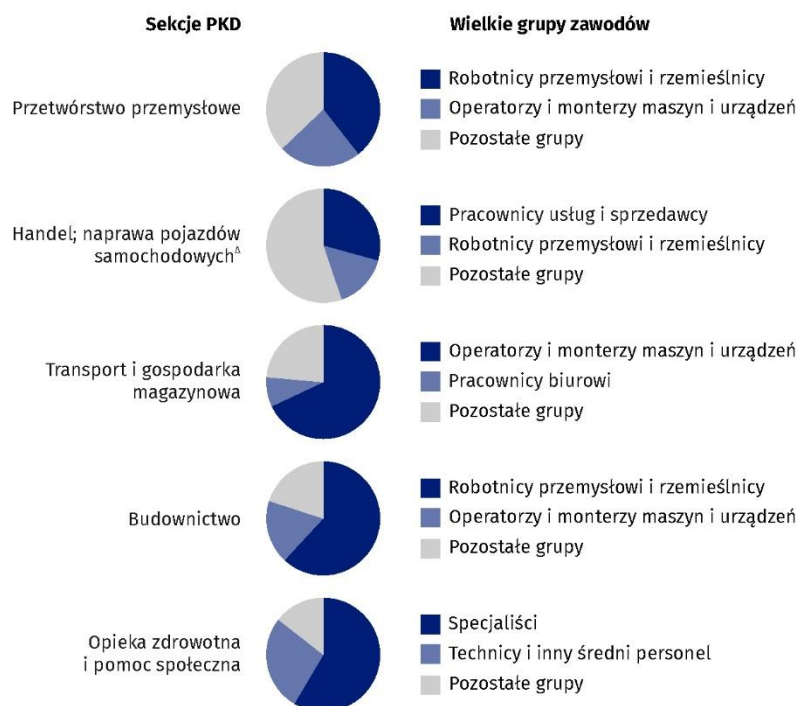 Sekcje PKD
Wielkie grupy zawodów
Przetwórstwo przemysłowe
Robotnicy przemysłowi i rzemieślnicy
Operatorzy i monterzy maszyn i urządzeń
Pozostałe grupy
Handel; naprawa pojazdów
samochodowych^Δ
Pracownicy usług i sprzedawcy
Robotnicy przemysłowi i rzemieślnicy
Pozostałe grupy
Transport i gospodarka
magazynowa
Operatorzy i monterzy maszyn i urządzeń
Pracownicy biurowi
Pozostałe grupy
Budownictwo
Robotnicy przemysłowi i rzemieślnicy
Operatorzy i monterzy maszyn i urządzeń
Pozostałe grupy
Opieka zdrowotna
i pomoc społeczna
Specjaliści
Technicy i inny średni personel
Pozostałe grupy